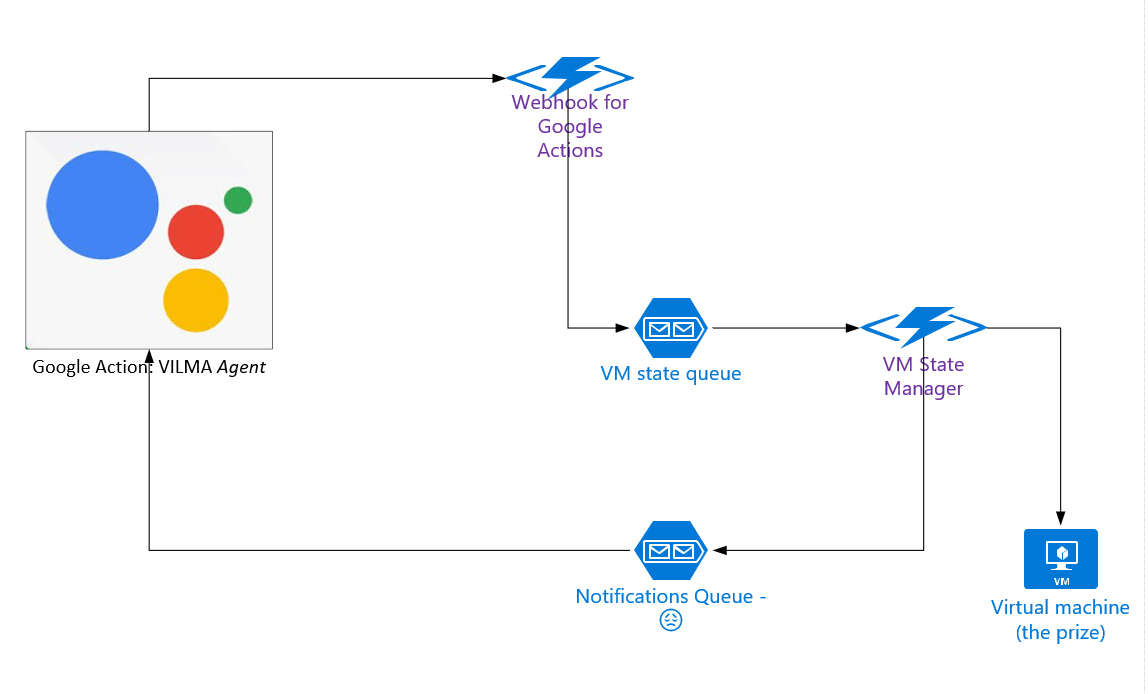 Webhook for
Google
Actions
Google Action: VILMA Agent
VM state queue
VM State
Manager
Notifications Queue -
VM
Virtual machine
(the prize)